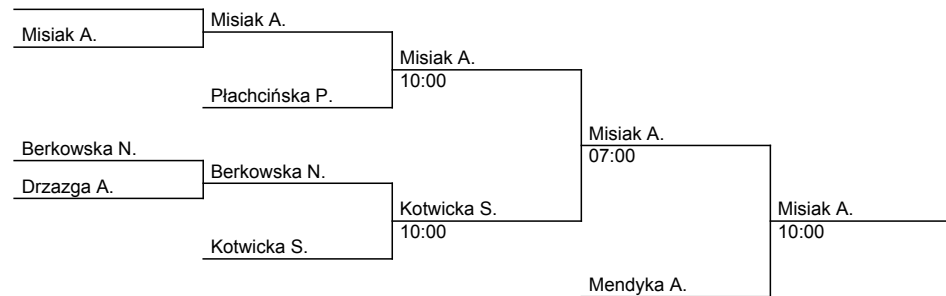 Misiak A.
Misiak A.
Płachcińska P.
Misiak A.
10:00
Berkowska N.
Drzazga A.
Berkowska N.
Kotwicka S.
Kotwicka S.
10:00
Misiak A.
07:00
Mendyka A.
Misiak A.
10:00